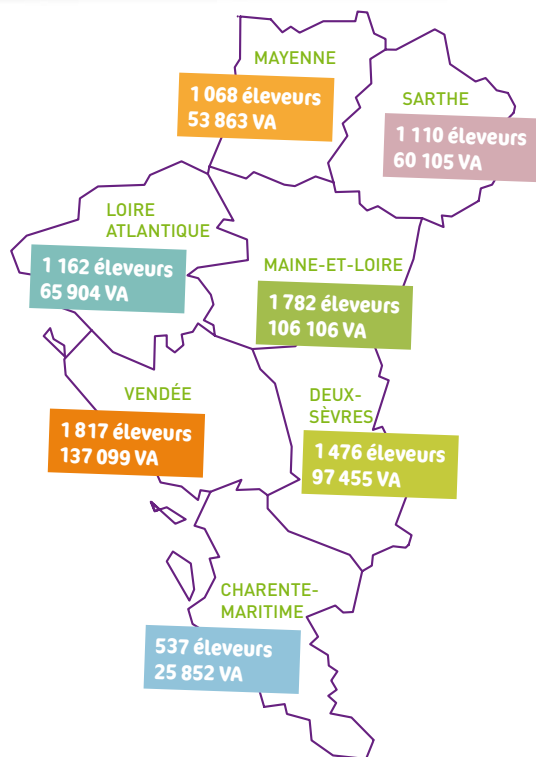 MAYENNE
1 068 éleveurs
53 863 VA
SARTHE
1 110 éleveurs
60 105 VA
LOIRE
ATLANTIQUE
1 162 éleveurs
65 904 VA
MAINE-ET-LOIRE
1 782 éleveurs
106 106 VA
VENDÉE
1 817 éleveurs
137 099 VA
DEUX-
SÈVRES
1 476 éleveurs
97 455 VA
CHARENTE-
MARITIME
537 éleveurs
25 852 VA